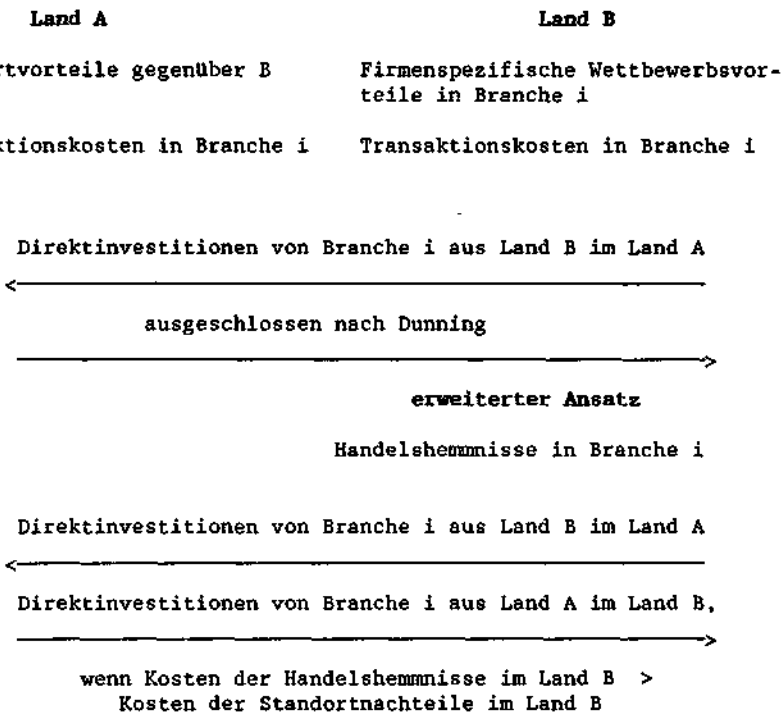 Land A Land B
rtvorteile gegenüber B Firmenspezifische Wettbewerbsvor-
teile in Branche i
ktionskosten in Branche i Transaktionskosten in Branche i
Direktinvestitionen von Branche i aus Land B im Land A
ausgeschlossen nach Dunning
erweiterter Ansatz
Handelshemmnisse in Branche i
Direktinvestitionen von Branche i aus Land B im Land A
Direktinvestitionen von Branche i aus Land A im Land B,
wenn Kosten der Handelshemmnisse im Land B >
Kosten der Standortnachteile im Land B